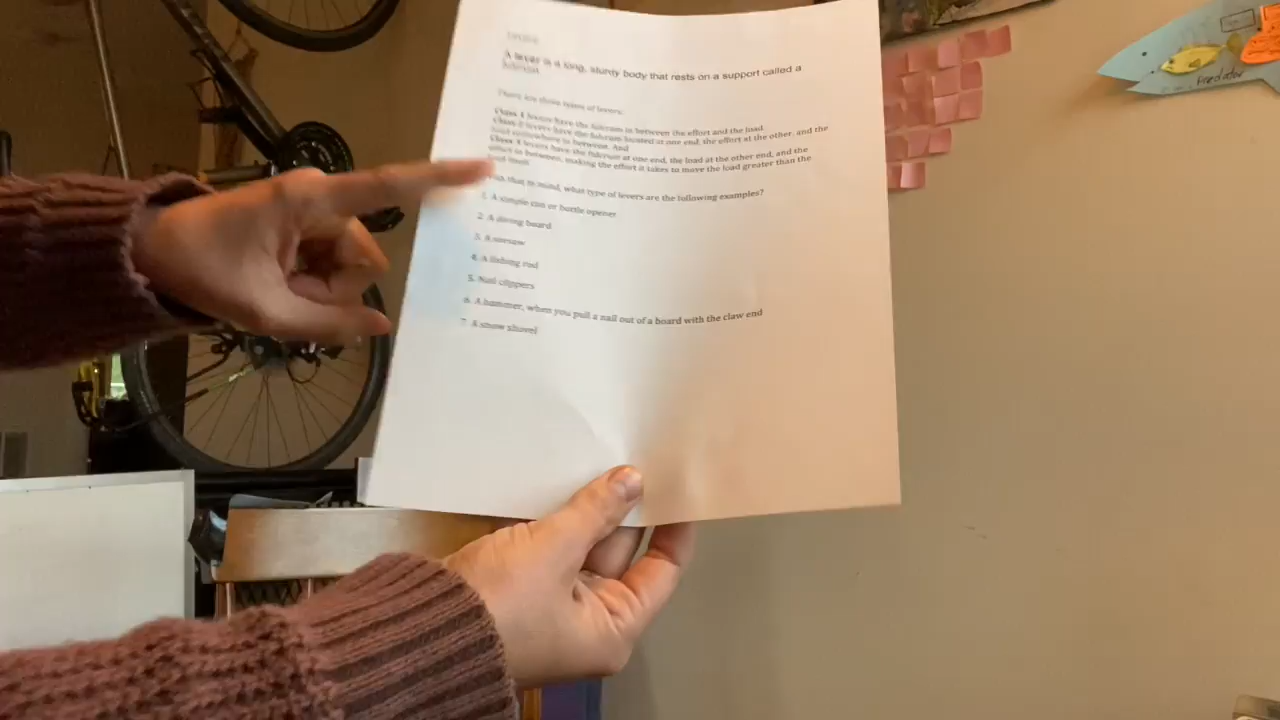 Levers
A lever is a long, sturdy body that rests on a support called a
fulcrum
There are three types of levers:
Class 1 levers have the fulcrum in between the effort and the load
Class 2 levers have the fulcrum located at one end, the effort at the other, and the
load somewhere in between. And
Class 3 levers have the fulcrum at one end, the load at the other end, and the
effort in between, making the effort it takes to move the load greater than the
load itself
that in mind, what type of levers are the following examples?
1. A simple can or bottle opener
2. A diving board
3. A seesaw
4. A fishing rod
5. Nail clippers
6. A hammer, when you pull a nail out of a board with the claw end
7. A snow shovel
Predator